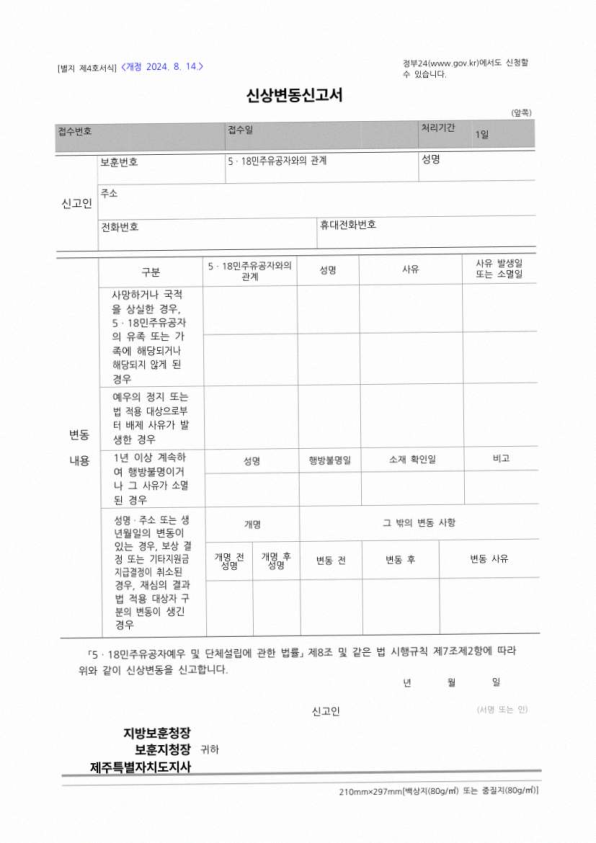 [별지 제4호서식] <개정 2024. 8. 14.>
정부24(www.gov.kr)에서도 신청할
수 있습니다.
신상변동신고서
(앞쪽)
접수번호 접수일 처리기간 1일
신고인
보훈번호 5ㆍ18민주유공자와의 관계 성명
주소
전화번호 휴대전화번호
변동
내용
구분 5ㆍ18민주유공자와의 관계 성명 사유 사유 발생일 또는 소멸일
사망하거나 국적
을 상실한 경우,
5ㆍ18민주유공자
의 유족 또는 가
족에 해당되거나
해당되지 않게 된
경우
예우의 정지 또는
법 적용 대상으로부
터 배제 사유가 발
생한 경우
1년 이상 계속하
여 행방불명이거
나 그 사유가 소멸
된 경우
성명 행방불명일 소재 확인일 비고
성명ㆍ주소 또는 생
년월일의 변동이
있는 경우, 보상 결
정 또는 기타지원금
지급결정이 취소된
경우, 재심의 결과
법 적용 대상자 구
분의 변동이 생긴
경우
개명 그 밖의 변동 사항
개명 전 성명 개명 후 성명 변동 전 변동 후 변동 사유
「5ㆍ18민주유공자예우 및 단체설립에 관한 법률」 제8조 및 같은 법 시행규칙 제7조제2항에 따라
위와 같이 신상변동을 신고합니다.
년 월 일
신고인 (서명 또는 인)
지방보훈청장
보훈지청장 귀하
제주특별자치도지사
210mm×297mm[백상지(80g/㎡) 또는 중질지(80g/㎡)]